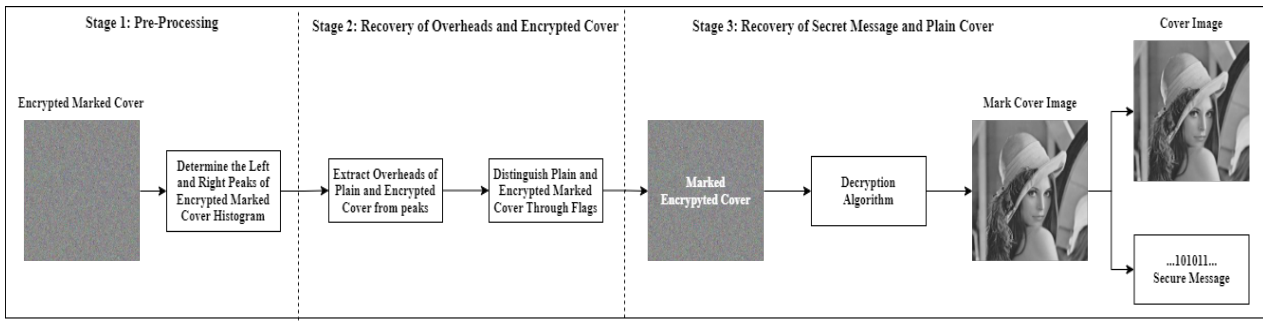 Stage 1: Pre-Processing
Stage 2: Recovery of Overheads and Encrypted Cover
Stage 3: Recovery of Secret Message and Plain Cover
Cover Image
Encrypted Marked Cover
Mark Cover Image
Determine the Left
and Right Peaks of
Encrypted Marked
Cover Histogram
Extract Overheads of
Plain and Encrypted
Cover from peaks
Distinguish Plain and
Encrypted Marked
Cover Through Flags
Marked
Encrypyted Cover
Decryption
Algorithm
...101011...
Secure Message